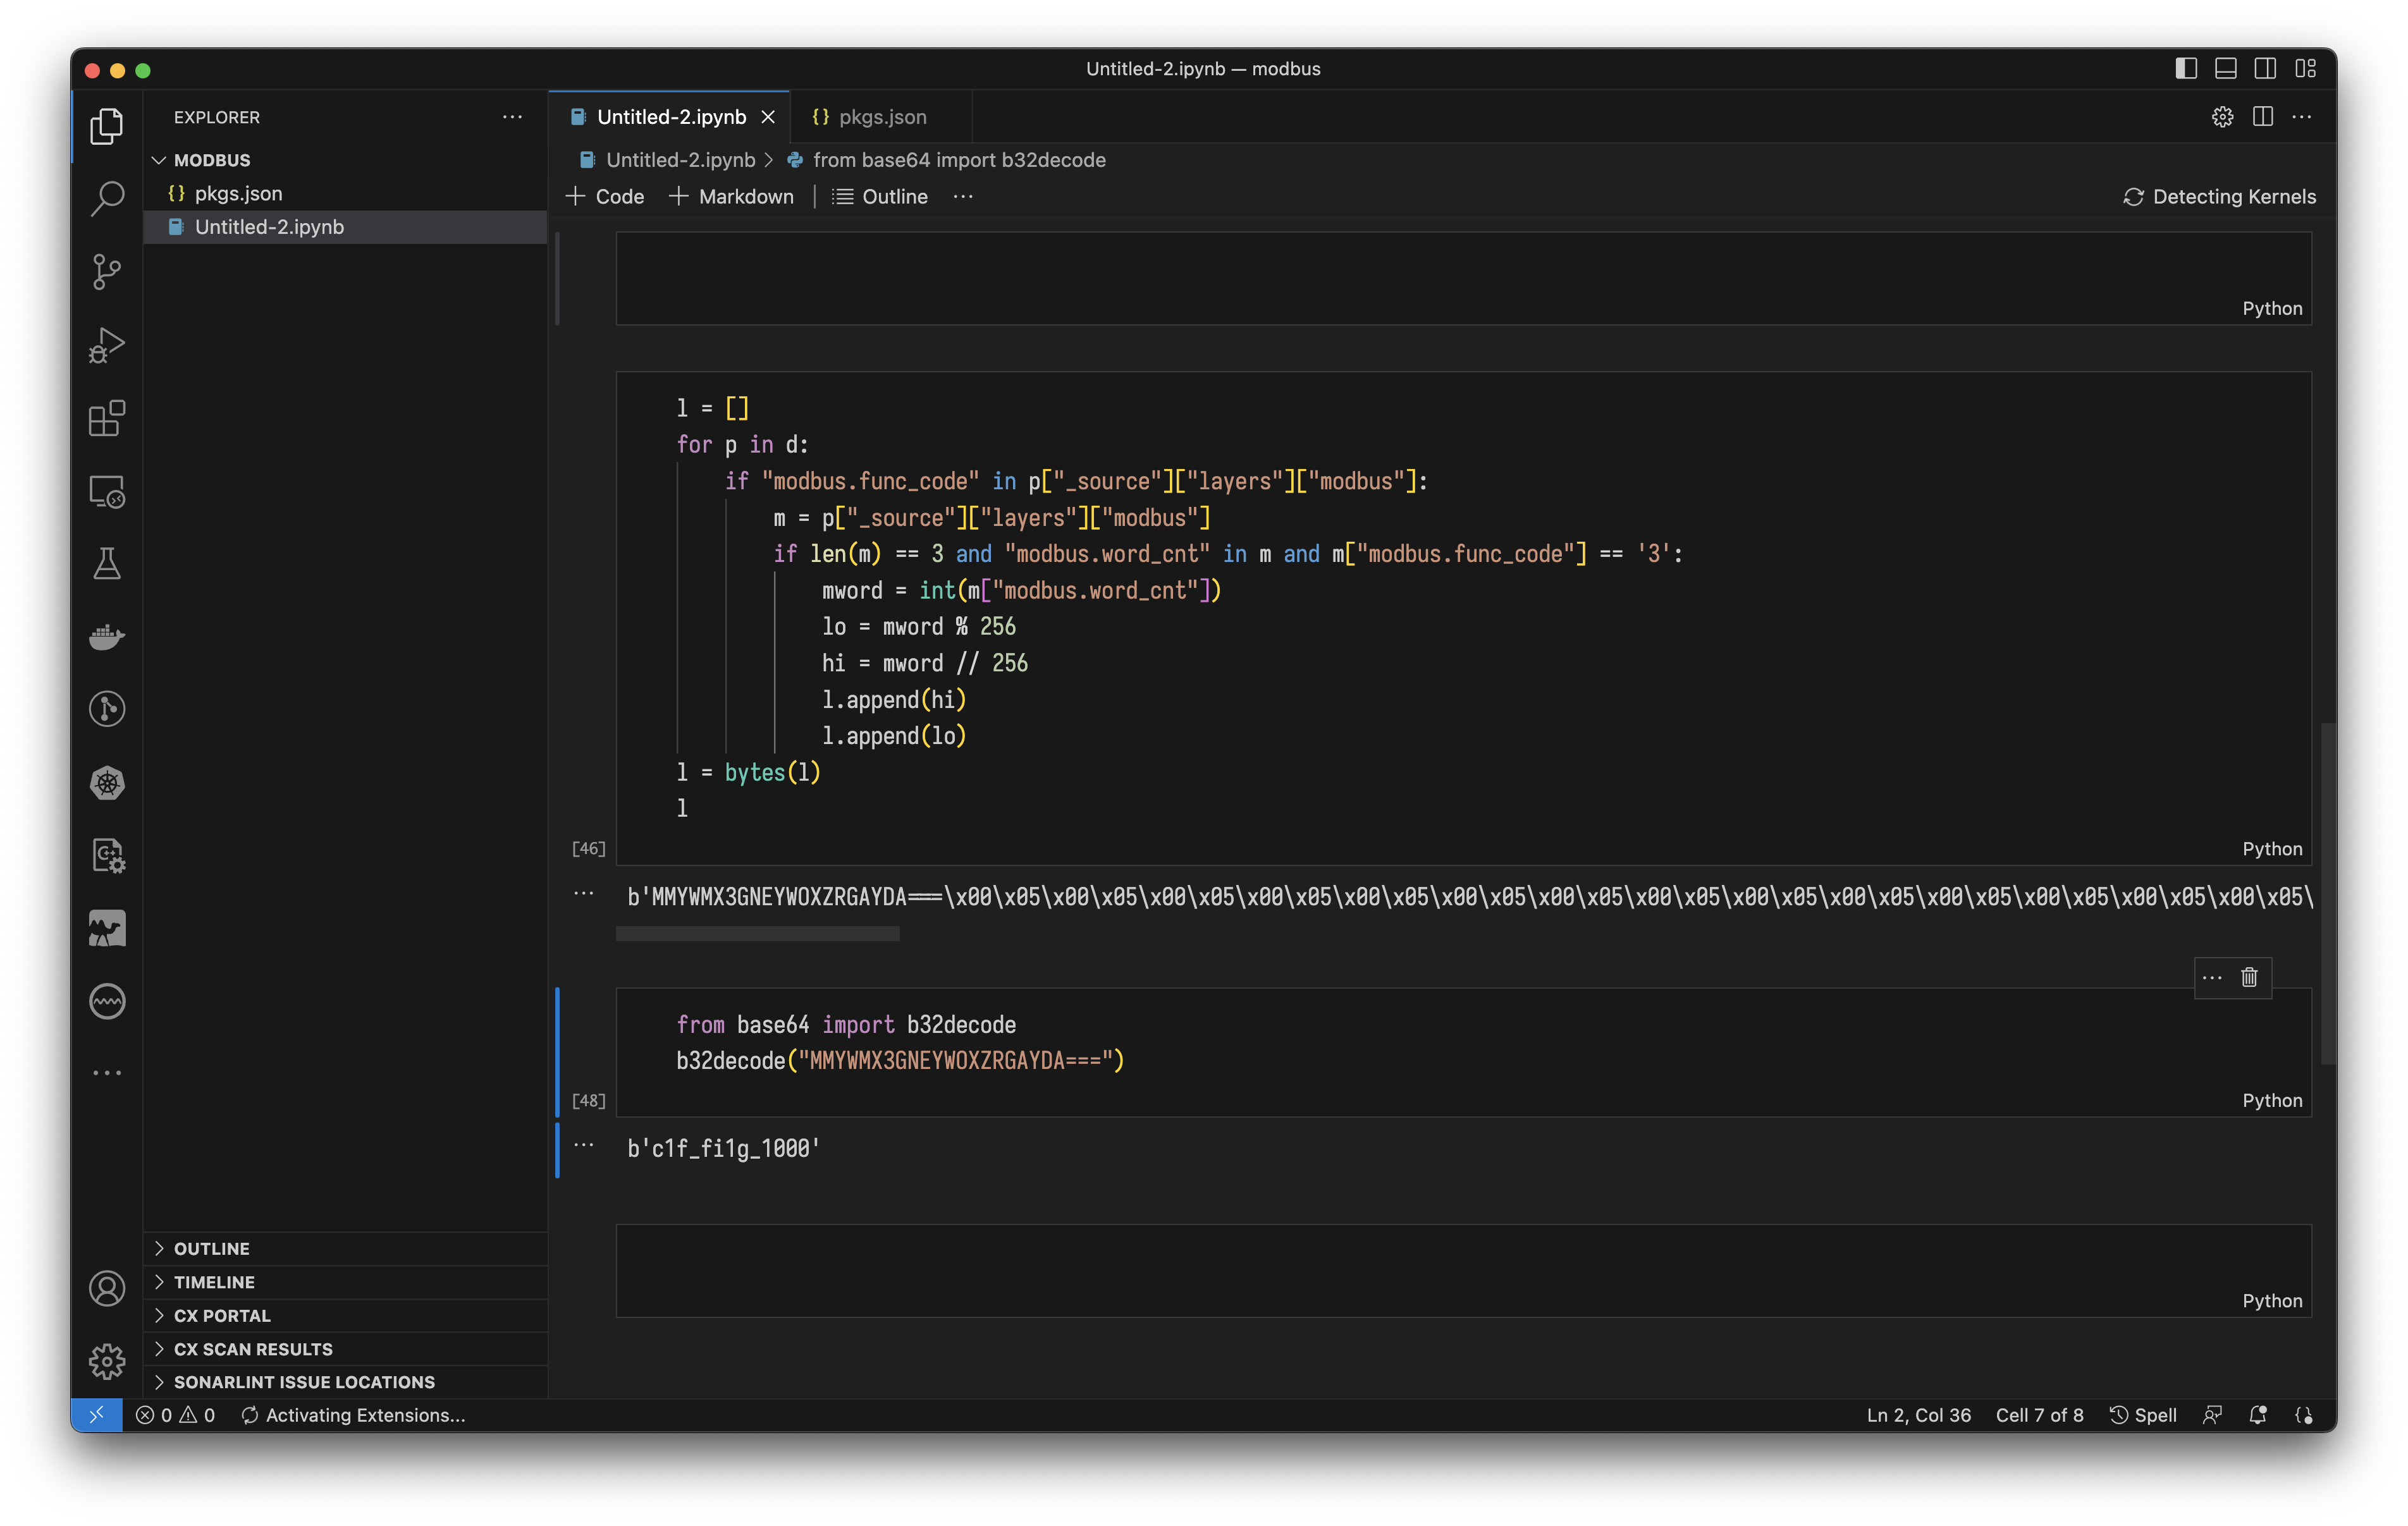 Untitled-2.ipynb — modbus
EXPLORER
MODBUS
{} pkgs.json
Untitled-2.ipynb
OUTLINE
TIMELINE
CX PORTAL
CX SCAN RESULTS
SONARLINT ISSUE LOCATIONS
Untitled-2.ipynb
{} pkgs.json
Untitled-2.ipynb > from base64 import b32decode
+ Code + Markdown | Outline ...
Detecting Kernels
Python
l = []
for p in d:
    if "modbus.func_code" in p["_source"]["layers"]["modbus"]:
        m = p["_source"]["layers"]["modbus"]
        if len(m) == 3 and "modbus.word_cnt" in m and m["modbus.func_code"] == '3':
            mword = int(m["modbus.word_cnt"])
            lo = mword % 256
            hi = mword // 256
            l.append(hi)
            l.append(lo)
l = bytes(l)
l
[46]
Python
b'MMYWMX3GNEYWOXZRGAYDA===\x00\x05\x00\x05\x00\x05\x00\x05\x00\x05\x00\x05\x00\x05\x00\x05\x00\x05\x00\x05\x00\x05\x00\x05\x00\x05\x00\x05\
from base64 import b32decode
b32decode("MMYWMX3GNEYWOXZRGAYDA===")
[48]
Python
b'c1f_fi1g_1000'
Python
0 0 Activating Extensions...
Ln 2, Col 36 Cell 7 of 8 Spell